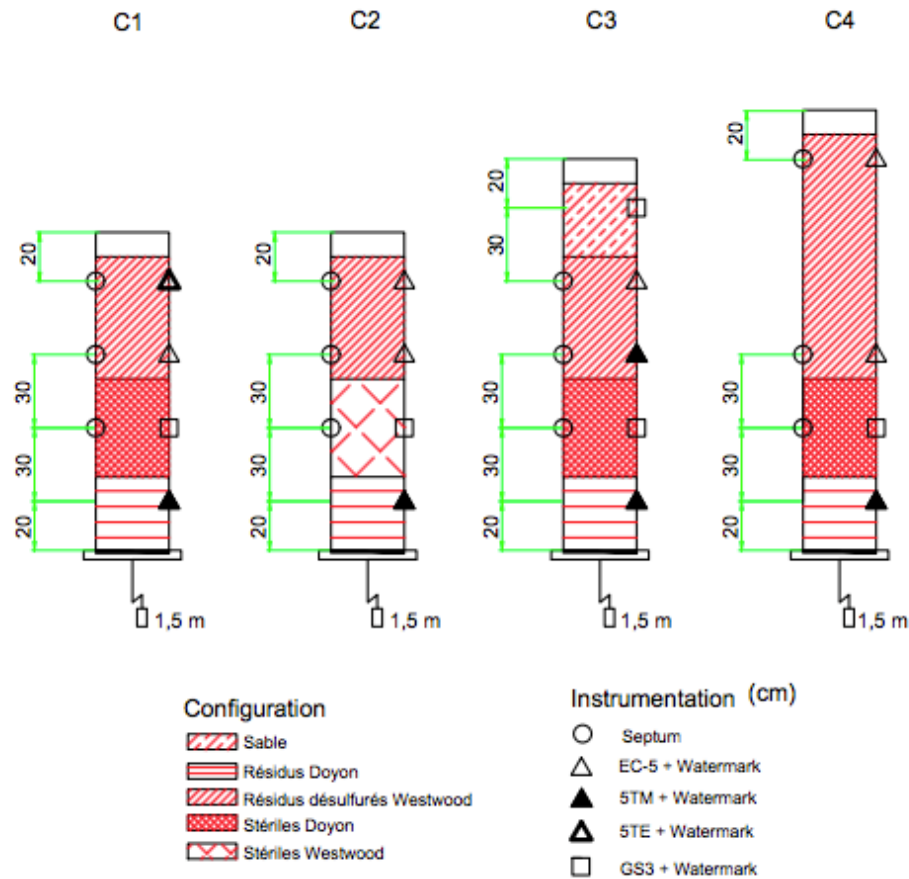 C1 C2 C3 C4
20
20 20 20
30
30 30 30 30
30 30 30 30
20 20 20 20
1,5 m 1,5 m 1,5 m 1,5 m
Configuration
Sable
Résidus Doyon
Résidus désulfurés Westwood
Stériles Doyon
Stériles Westwood
Instrumentation (cm)
Septum
EC-5 + Watermark
5TM + Watermark
5TE + Watermark
GS3 + Watermark